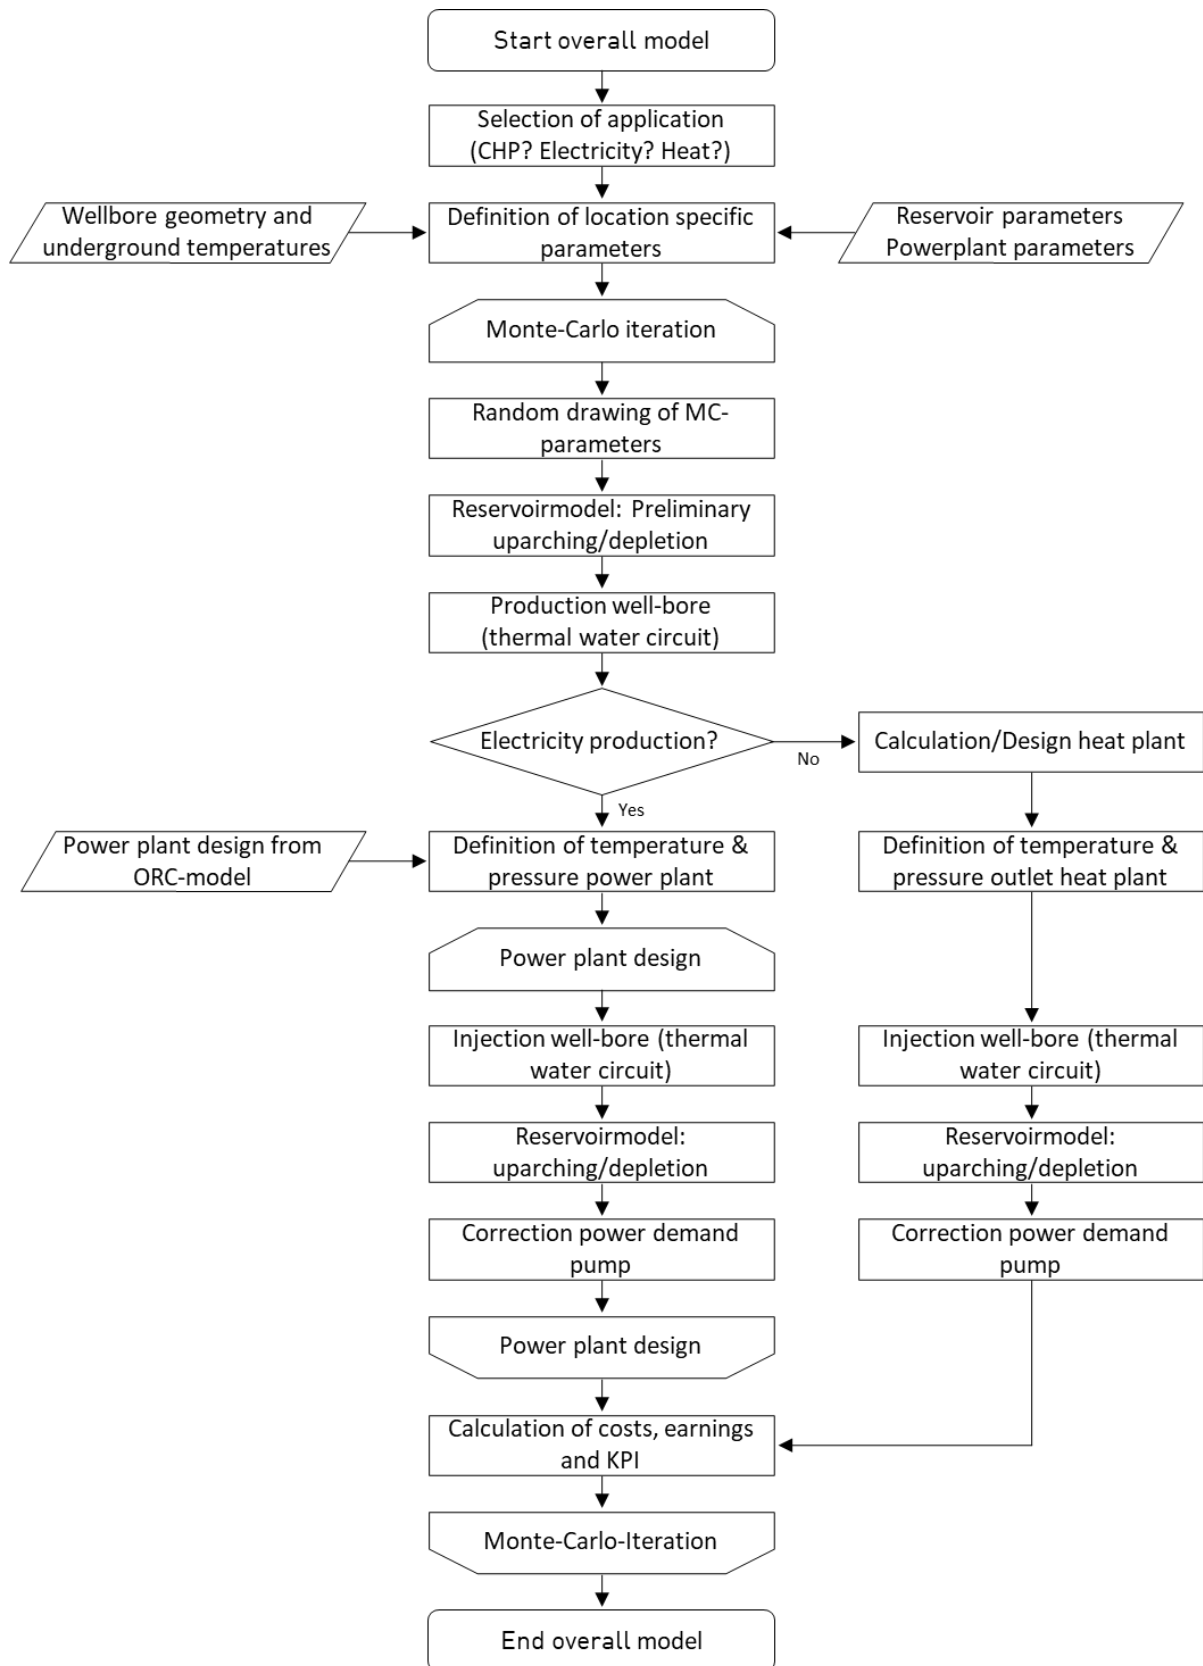 Start overall model
Selection of application
(CHP? Electricity? Heat?)
Wellbore geometry and
underground temperatures
Definition of location specific
parameters
Reservoir parameters
Powerplant parameters
Monte-Carlo iteration
Random drawing of MC-
parameters
Reservoirmodel: Preliminary
uparching/depletion
Production well-bore
(thermal water circuit)
Electricity production?
No
Calculation/Design heat plant
Yes
Power plant design from
ORC-model
Definition of temperature &
pressure power plant
Definition of temperature &
pressure outlet heat plant
Power plant design
Injection well-bore (thermal
water circuit)
Injection well-bore (thermal
water circuit)
Reservoirmodel:
uparching/depletion
Reservoirmodel:
uparching/depletion
Correction power demand
pump
Correction power demand
pump
Power plant design
Calculation of costs, earnings
and KPI
Monte-Carlo-Iteration
End overall model